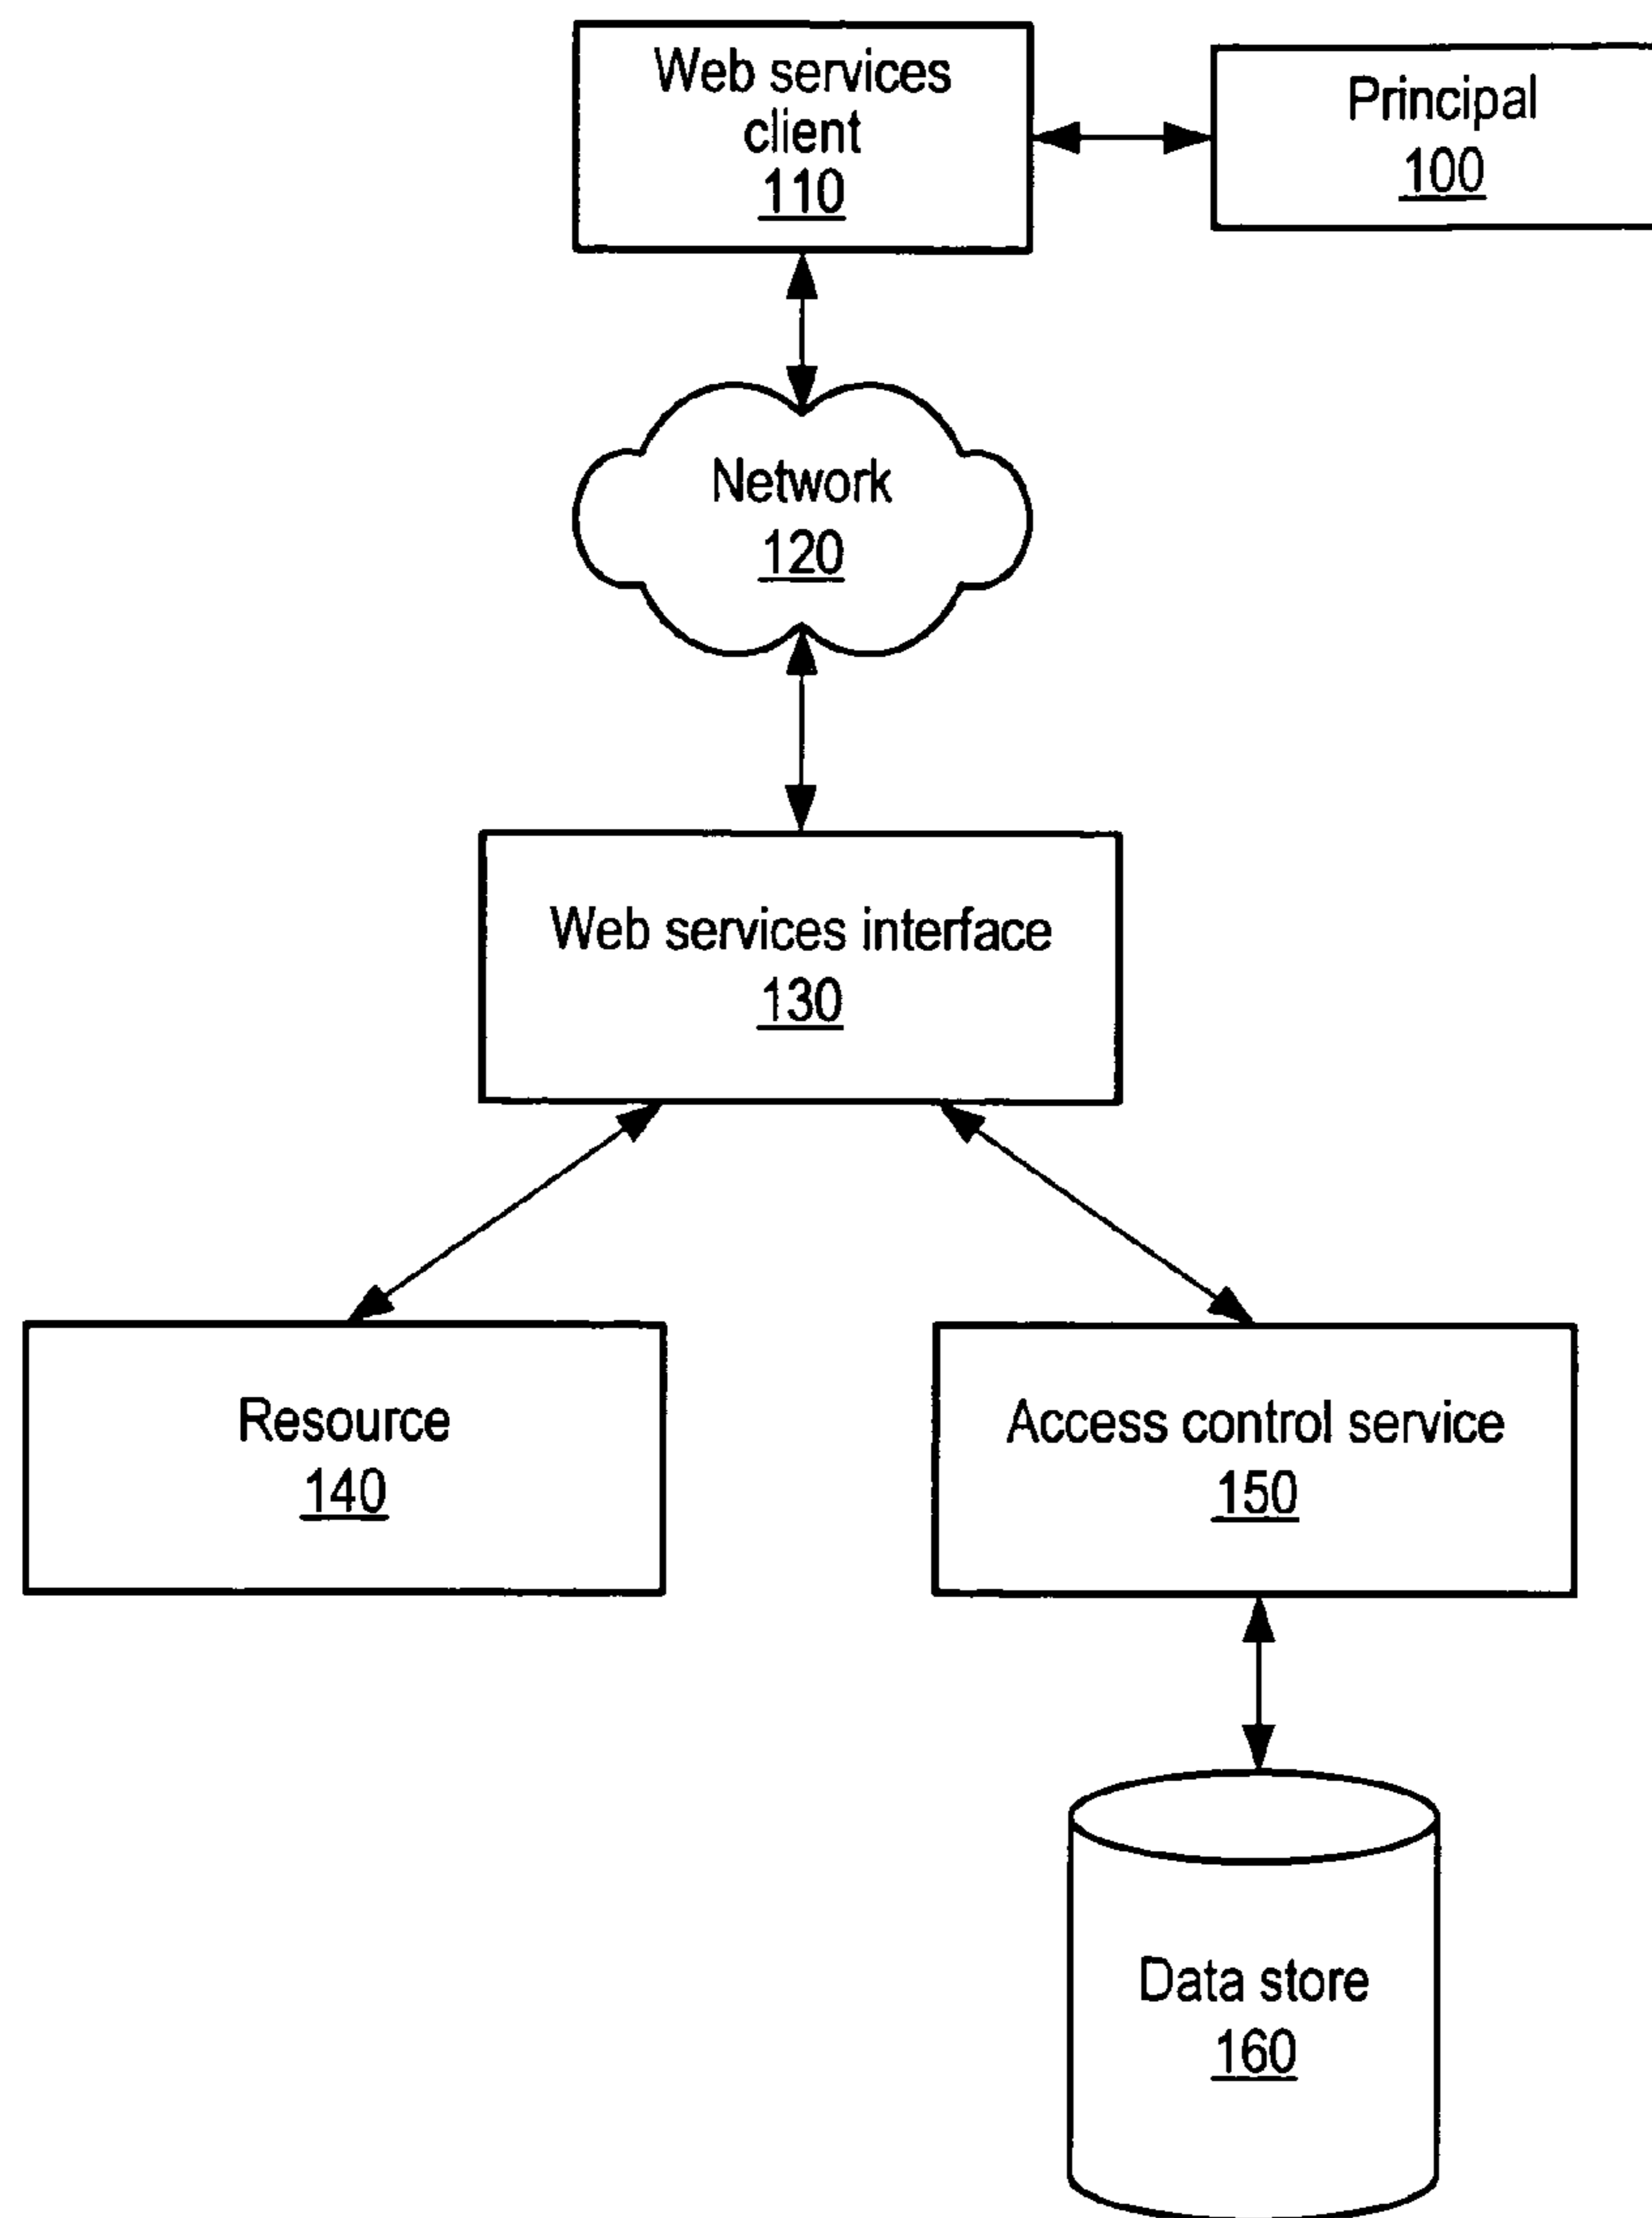 Web services
client
110
Principal
100
Network
120
Web services interface
130
Resource
140
Access control service
150
Data store
160